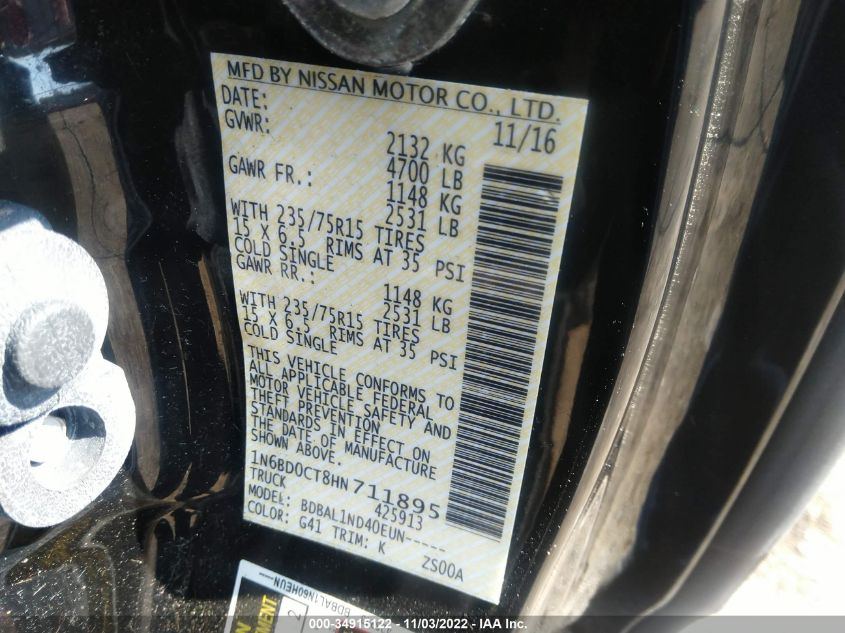 MFD BY NISSAN MOTOR CO., LTD.
DATE: 11/16
GVWR: 2132 KG
4700 LB
GAWR FR.: 1148 KG
2531 LB
WITH 235/75R15 TIRES
15 X 6.5 RIMS AT 35 PSI
COLD SINGLE
GAWR RR.: 1148 KG
2531 LB
WITH 235/75R15 TIRES
15 X 6.5 RIMS AT 35 PSI
COLD SINGLE
THIS VEHICLE CONFORMS TO
ALL APPLICABLE FEDERAL
MOTOR VEHICLE SAFETY AND
THEFT PREVENTION
STANDARDS IN EFFECT ON
THE DATE OF MANUFACTURE
SHOWN ABOVE.
1N6BD0CT8HN711895
TRUCK 425913
MODEL: BDBAL1ND40EUN-----
COLOR: G41 TRIM: K ZS00A
BDBAL1N60HEUN
000-34915122 - 11/03/2022 - IAA Inc.